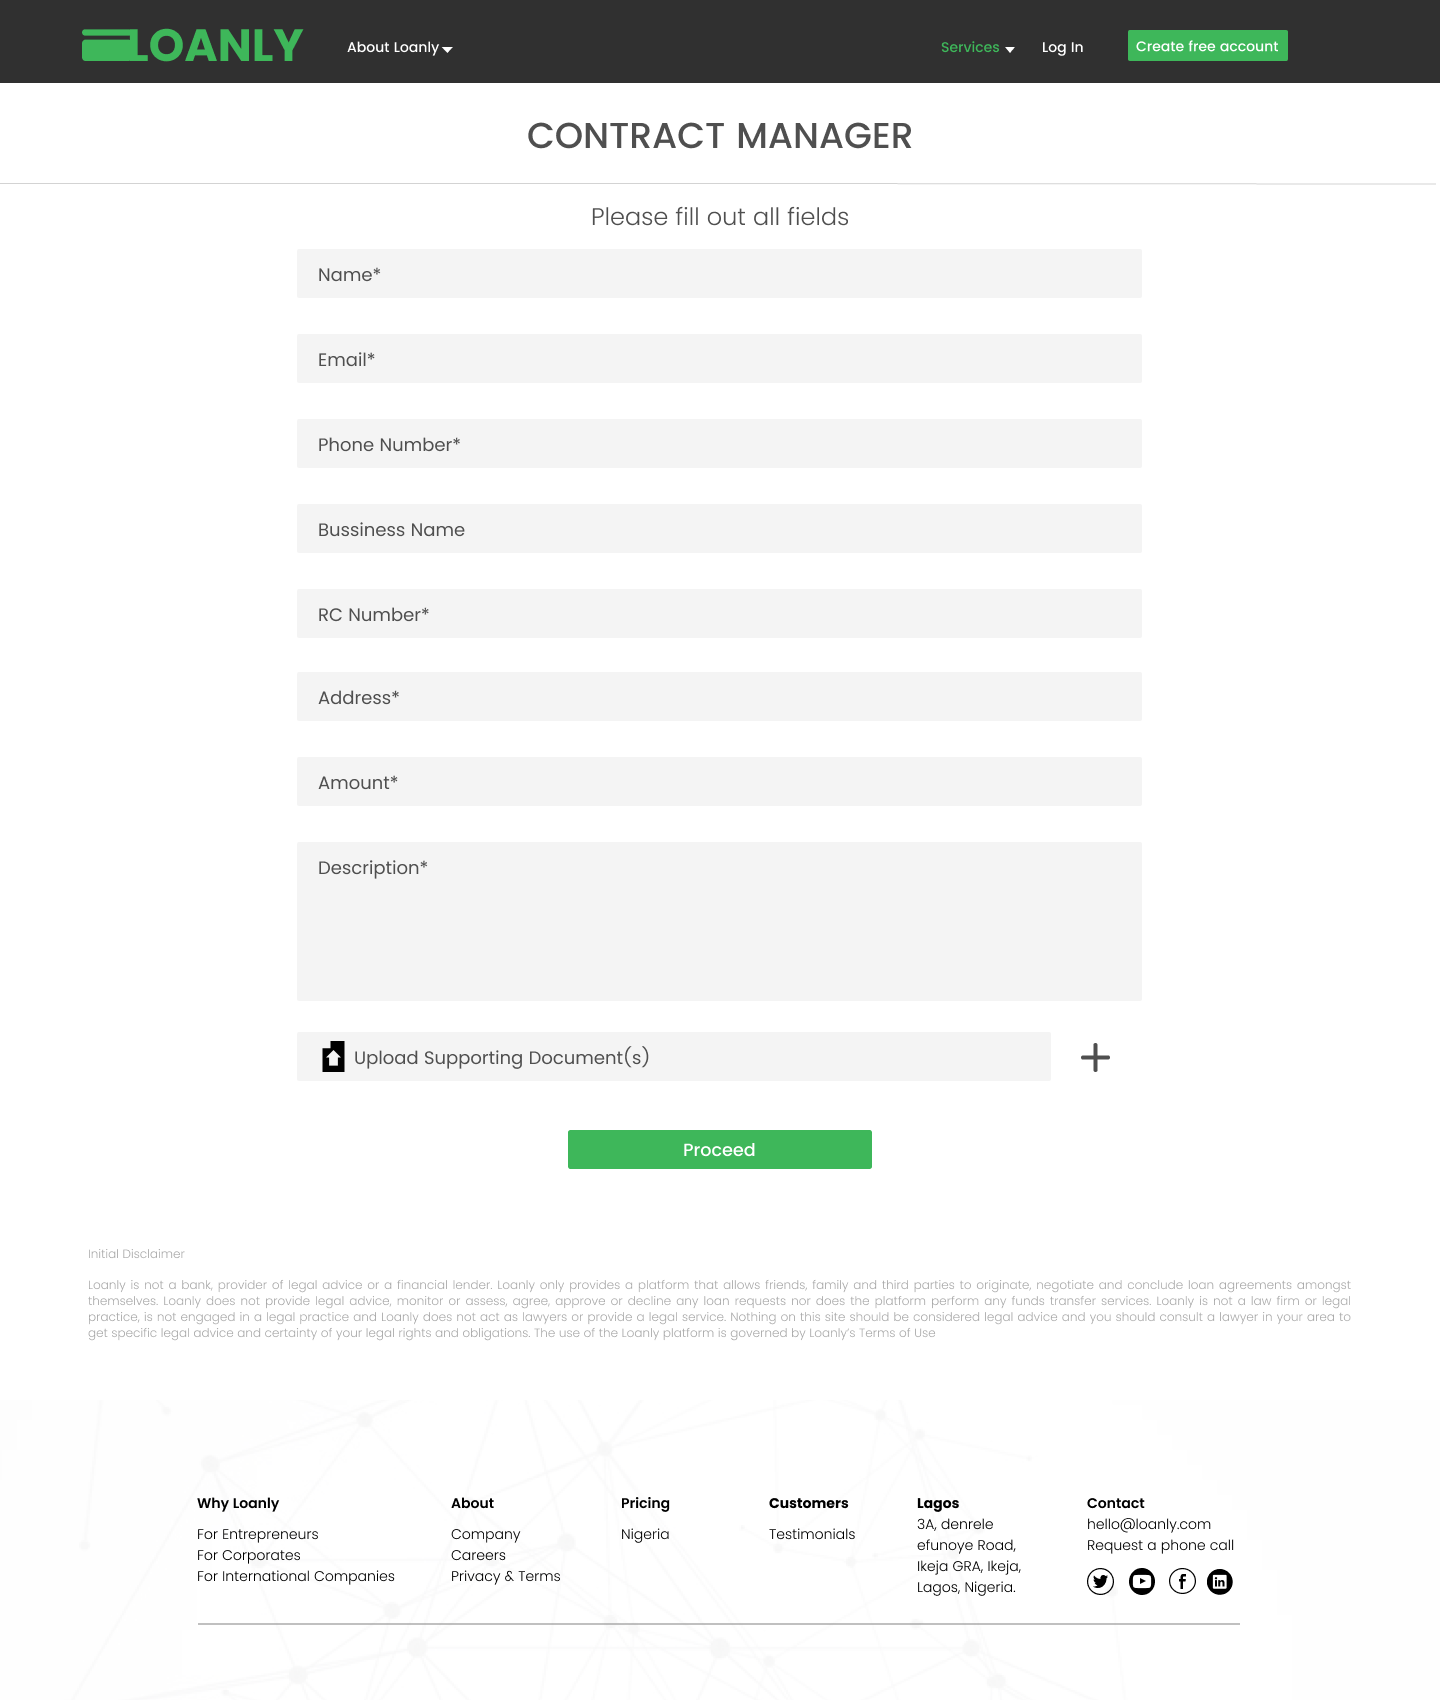 LOANLY
About Loanly
Services
Log In
Create free account
CONTRACT MANAGER
Please fill out all fields
Name*
Email*
Phone Number*
Bussiness Name
RC Number*
Address*
Amount*
Description*
Upload Supporting Document(s)
Proceed
Initial Disclaimer
Loanly is not a bank, provider of legal advice or a financial lender. Loanly only provides a platform that allows friends, family and third parties to originate, negotiate and conclude loan agreements amongst
themselves. Loanly does not provide legal advice, monitor or assess, agree, approve or decline any loan requests nor does the platform perform any funds transfer services. Loanly is not a law firm or legal
practice, is not engaged in a legal practice and Loanly does not act as lawyers or provide a legal service. Nothing on this site should be considered legal advice and you should consult a lawyer in your area to
get specific legal advice and certainty of your legal rights and obligations. The use of the Loanly platform is governed by Loanly's Terms of Use
Why Loanly
For Entrepreneurs
For Corporates
For International Companies
About
Company
Careers
Privacy & Terms
Pricing
Nigeria
Customers
Testimonials
Lagos
3A, denrele
efunoye Road,
Ikeja GRA, Ikeja,
Lagos, Nigeria.
Contact
hello@loanly.com
Request a phone call